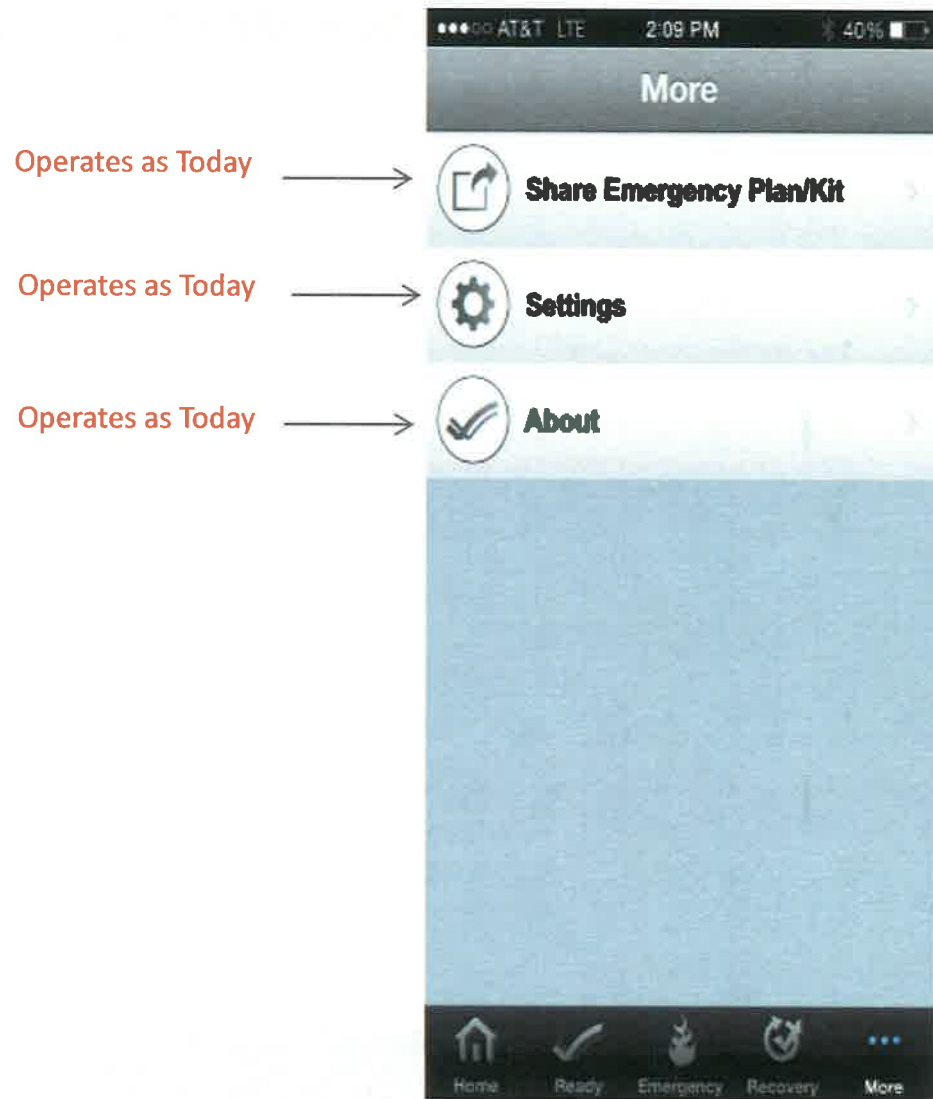 AT&T LTE 2:09 PM 40%
More
Operates as Today
Share Emergency Plan/Kit
Operates as Today
Settings
Operates as Today
About
Home Ready Emergency Recovery More